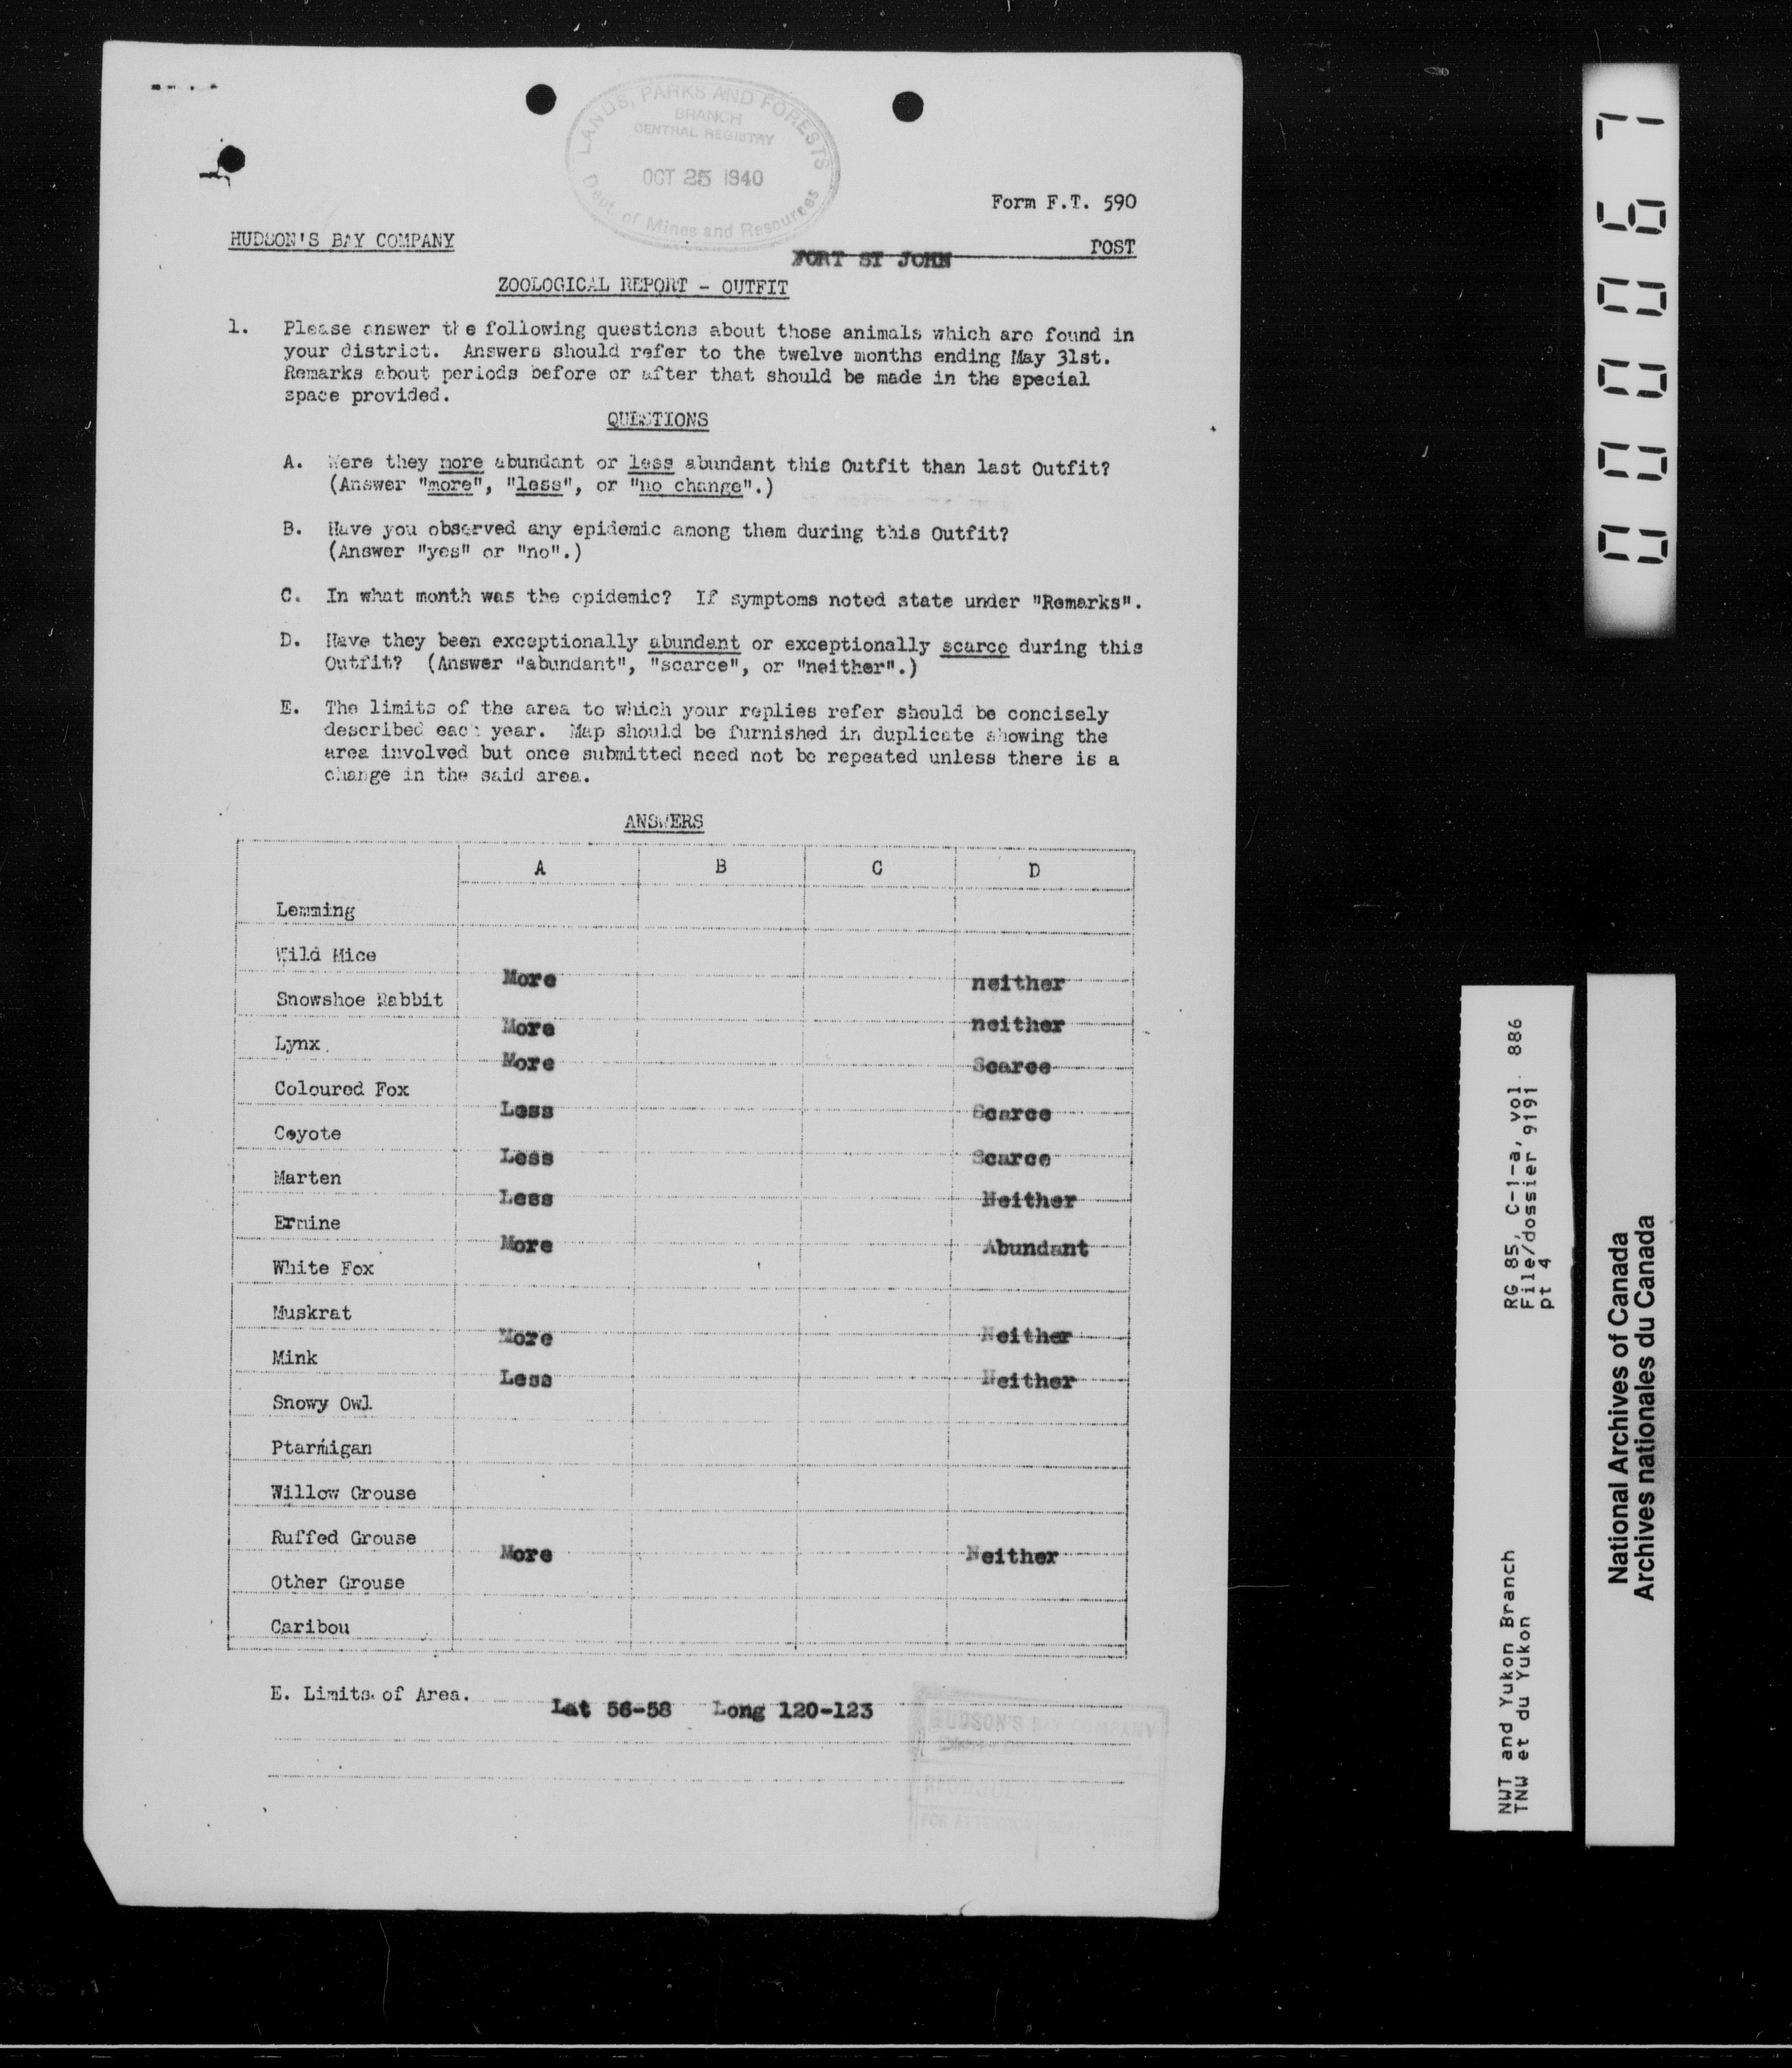 LANDS, PARKS AND FORESTS
BRANCH
CENTRAL REGISTRY
OCT 25 1940
Dept. of Mines and Resources
Form F.T. 590
HUDSON'S BAY COMPANY
FORT ST JOHN POST
ZOOLOGICAL REPORT - OUTFIT
1. Please answer the following questions about those animals which are found in
your district. Answers should refer to the twelve months ending May 31st.
Remarks about periods before or after that should be made in the special
space provided.
QUESTIONS
A. Were they more abundant or less abundant this Outfit than last Outfit?
(Answer "more", "less", or "no change".)
B. Have you observed any epidemic among them during this Outfit?
(Answer "yes" or "no".)
C. In what month was the epidemic? If symptoms noted state under "Remarks".
D. Have they been exceptionally abundant or exceptionally scarce during this
Outfit? (Answer "abundant", "scarce", or "neither".)
E. The limits of the area to which your replies refer should be concisely
described each year. Map should be furnished in duplicate showing the
area involved but once submitted need not be repeated unless there is a
change in the said area.
ANSWERS
A B C D
Lemming
Wild Mice
More neither
Snowshoe Rabbit
More neither
Lynx
More Scarce
Coloured Fox
Less Scarce
Coyote
Less Scarce
Marten
Less Neither
Ermine
More Abundant
White Fox
Muskrat
More Neither
Mink
Less Neither
Snowy Owl
Ptarmigan
Willow Grouse
Ruffed Grouse
More Neither
Other Grouse
Caribou
E. Limits of Area.
Lat 56-58 Long 120-123
HUDSON'S BAY COMPANY
FOR ATTENTION
000067
RG 85, C-1-a, vol. 886
File/dossier 9191
pt 4
NWT and Yukon Branch
TNW et du Yukon
National Archives of Canada
Archives nationales du Canada